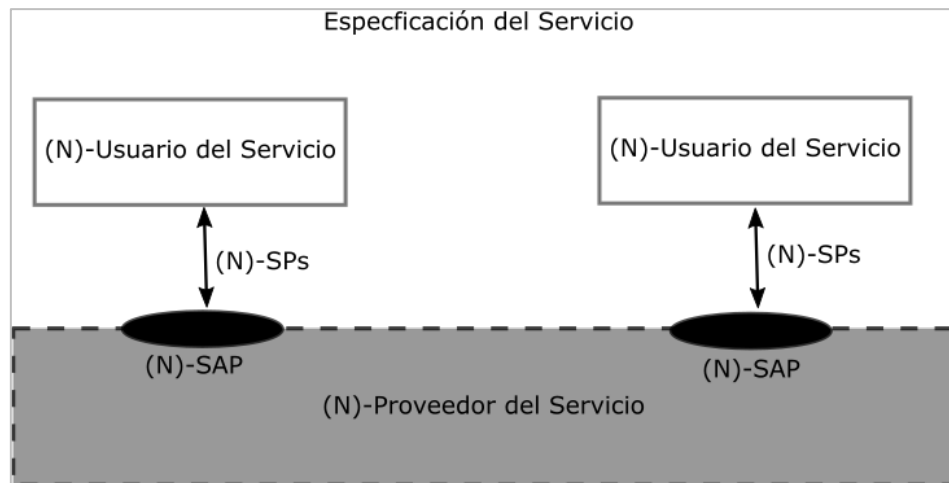 Especficación del Servicio
(N)-Usuario del Servicio
(N)-Usuario del Servicio
(N)-SPs
(N)-SPs
(N)-SAP
(N)-SAP
(N)-Proveedor del Servicio